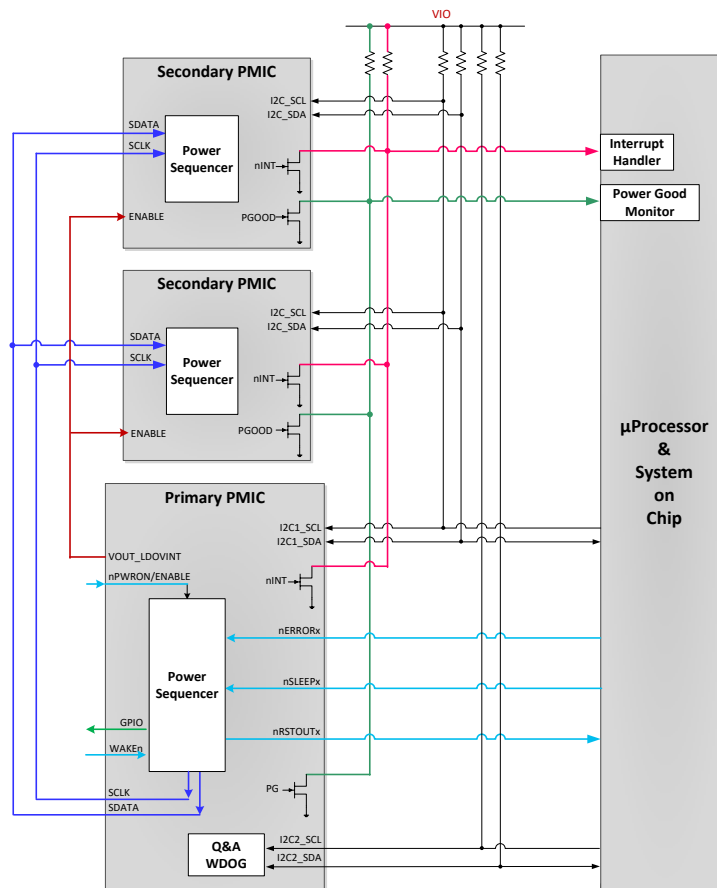 VIO
Secondary PMIC
I2C_SCL
I2C_SDA
SDATA
SCLK
Power
Sequencer
nINT
PGOOD
ENABLE
Interrupt
Handler
Power Good
Monitor
Secondary PMIC
I2C_SCL
I2C_SDA
SDATA
SCLK
Power
Sequencer
nINT
PGOOD
ENABLE
µProcessor
&
System
on
Chip
Primary PMIC
I2C1_SCL
I2C1_SDA
VOUT_LDOVINT
nPWRON/ENABLE
nINT
nERRORx
Power
Sequencer
nSLEEPx
GPIO
nRSTOUTx
WAKEn
SCLK
SDATA
PG
Q&A
WDOG
I2C2_SCL
I2C2_SDA